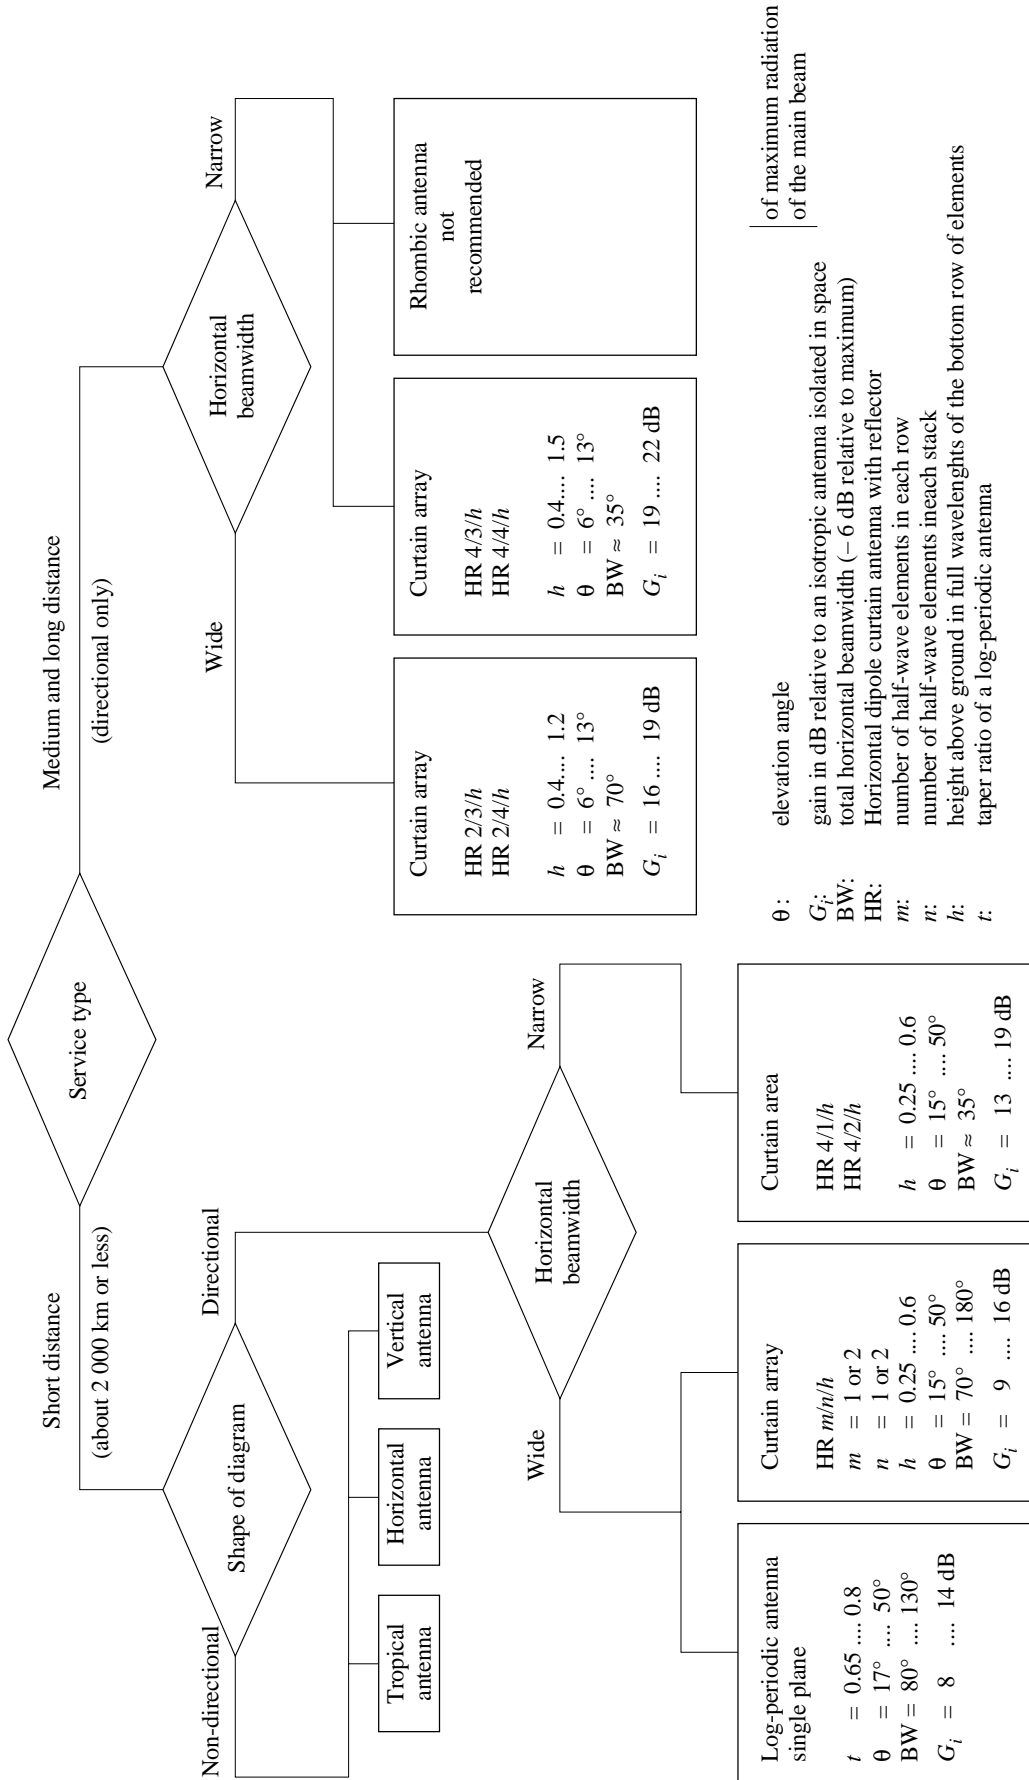 Service type
Short distance
(about 2 000 km or less)
Medium and long distance
(directional only)
Shape of diagram
Non-directional
Directional
Tropical
antenna
Horizontal
antenna
Vertical
antenna
Horizontal
beamwidth
Wide
Narrow
Log-periodic antenna
single plane
t = 0.65 .... 0.8
θ = 17° .... 50°
BW = 80° .... 130°
G_i = 8 .... 14 dB
Curtain array
HR m/n/h
m = 1 or 2
n = 1 or 2
h = 0.25 .... 0.6
θ = 15° .... 50°
BW = 70° .... 180°
G_i = 9 .... 16 dB
Curtain area
HR 4/1/h
HR 4/2/h
h = 0.25 .... 0.6
θ = 15° .... 50°
BW ≈ 35°
G_i = 13 .... 19 dB
Horizontal
beamwidth
Wide
Narrow
Curtain array
HR 2/3/h
HR 2/4/h
h = 0.4.... 1.2
θ = 6° .... 13°
BW ≈ 70°
G_i = 16 .... 19 dB
Curtain array
HR 4/3/h
HR 4/4/h
h = 0.4.... 1.5
θ = 6° .... 13°
BW ≈ 35°
G_i = 19 .... 22 dB
Rhombic antenna
not
recommended
θ: elevation angle
of maximum radiation
of the main beam
G_i: gain in dB relative to an isotropic antenna isolated in space
BW: total horizontal beamwidth (– 6 dB relative to maximum)
HR: Horizontal dipole curtain antenna with reflector
m: number of half-wave elements in each row
n: number of half-wave elements ineach stack
h: height above ground in full wavelenghts of the bottom row of elements
t: taper ratio of a log-periodic antenna